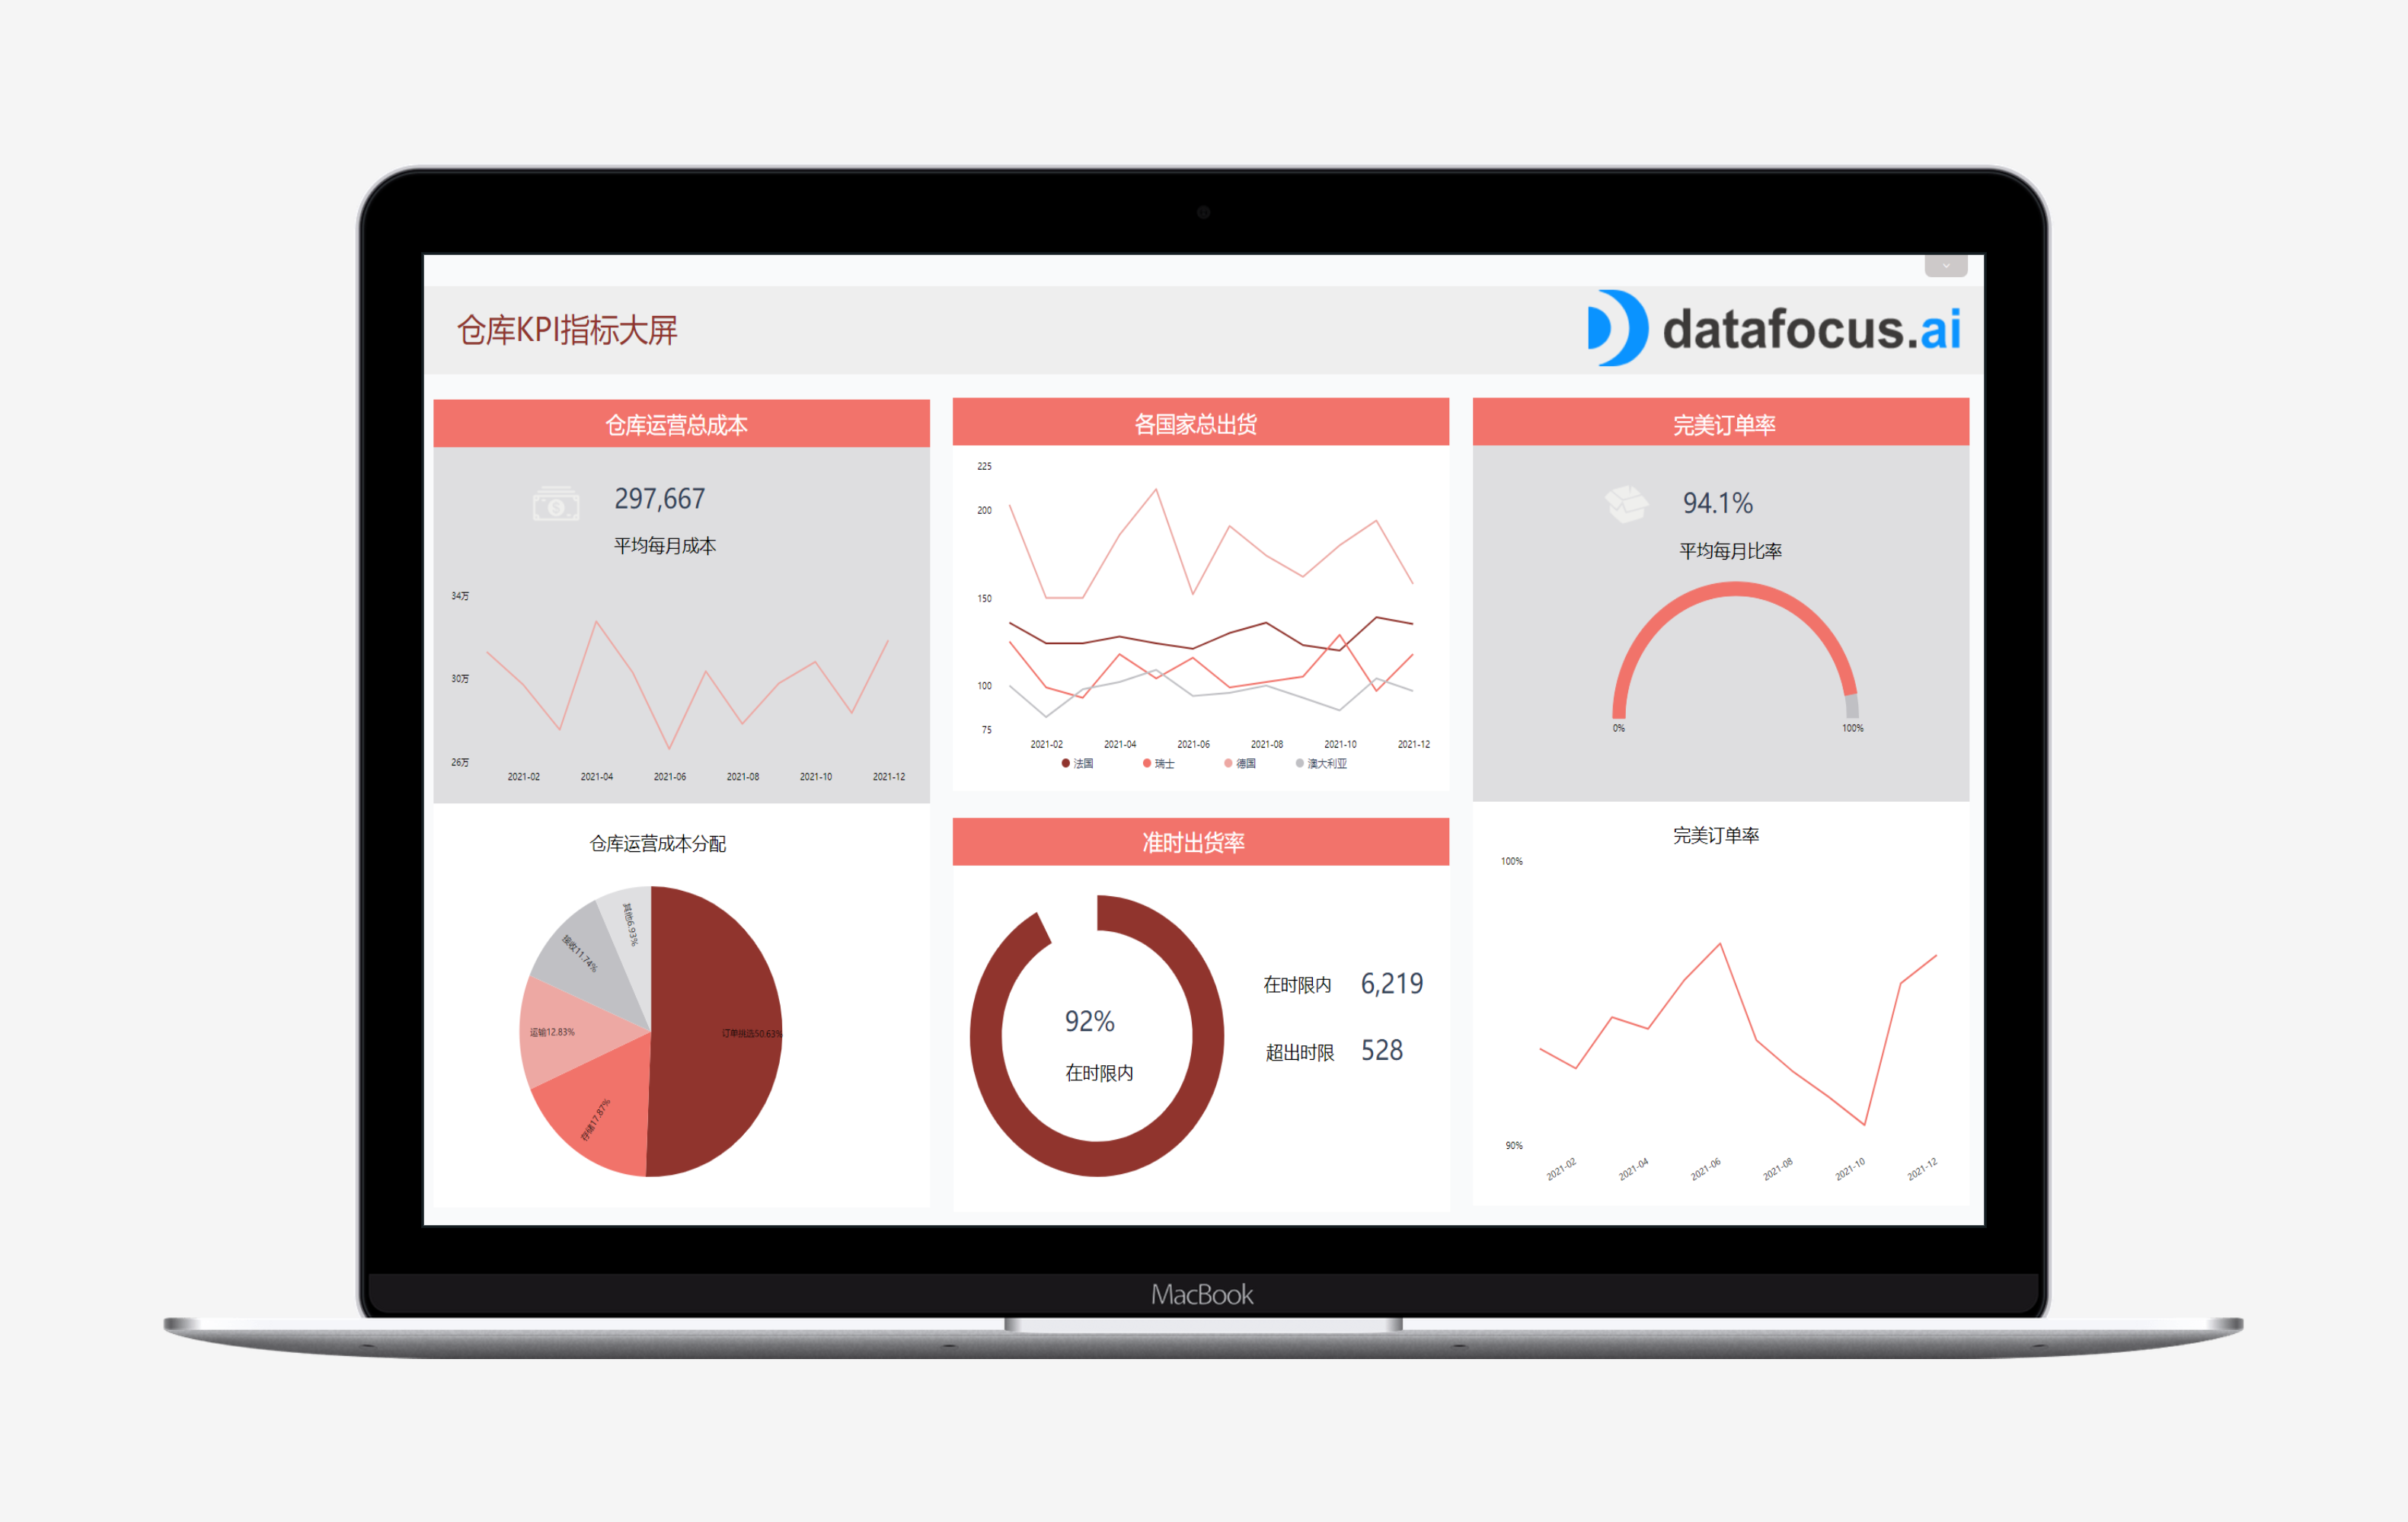 仓库KPI指标大屏
datafocus.ai
仓库运营总成本
297,667
平均每月成本
34万
30万
26万
2021-02 2021-04 2021-06 2021-08 2021-10 2021-12
仓库运营成本分配
其他6.93%
接收11.74%
运输12.83%
存储17.87%
订单挑选50.63%
各国家总出货
225
200
150
100
75
2021-02 2021-04 2021-06 2021-08 2021-10 2021-12
法国 瑞士 德国 澳大利亚
准时出货率
92%
在时限内
在时限内 6,219
超出时限 528
完美订单率
94.1%
平均每月比率
0% 100%
完美订单率
100%
90%
2021-02 2021-04 2021-06 2021-08 2021-10 2021-12
MacBook